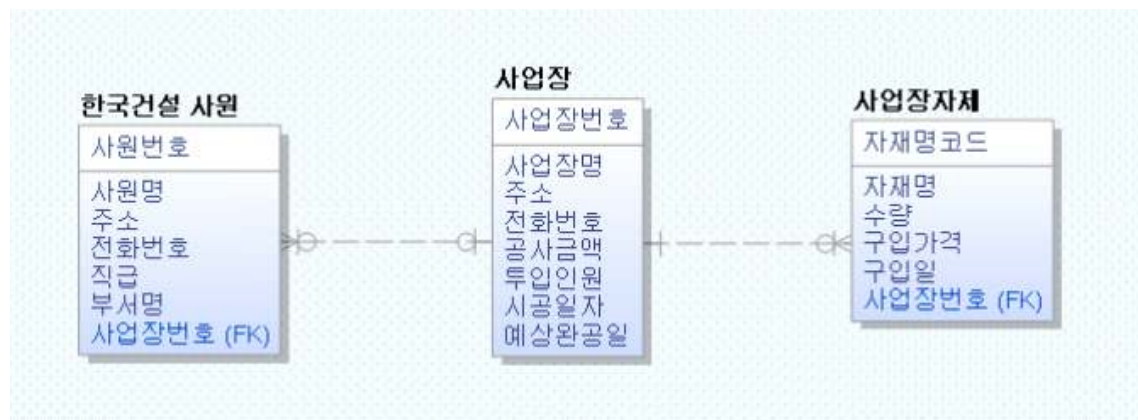 한국건설 사원
사원번호
사원명
주소
전화번호
직급
부서명
사업장번호 (FK)
사업장
사업장번호
사업장명
주소
전화번호
공사금액
투입인원
시공일자
예상완공일
사업장자제
자재명코드
자재명
수량
구입가격
구입일
사업장번호 (FK)